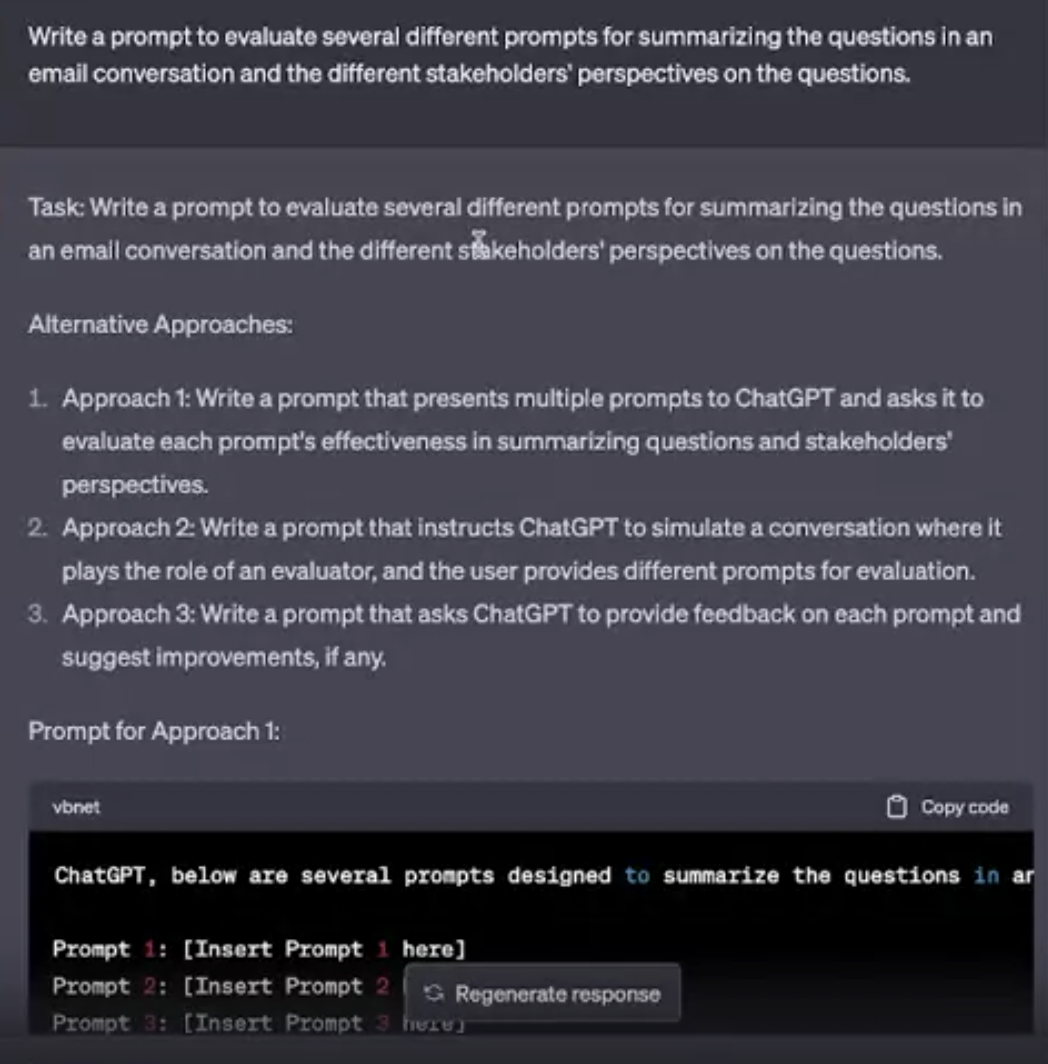 Write a prompt to evaluate several different prompts for summarizing the questions in an
email conversation and the different stakeholders' perspectives on the questions.
Task: Write a prompt to evaluate several different prompts for summarizing the questions in
an email conversation and the different stakeholders' perspectives on the questions.
Alternative Approaches:
1. Approach 1: Write a prompt that presents multiple prompts to ChatGPT and asks it to
evaluate each prompt's effectiveness in summarizing questions and stakeholders'
perspectives.
2. Approach 2: Write a prompt that instructs ChatGPT to simulate a conversation where it
plays the role of an evaluator, and the user provides different prompts for evaluation.
3. Approach 3: Write a prompt that asks ChatGPT to provide feedback on each prompt and
suggest improvements, if any.
Prompt for Approach 1:
vbnet Copy code
ChatGPT, below are several prompts designed to summarize the questions in
Prompt 1: [Insert Prompt 1 here]
Prompt 2: [Insert Prompt 2
Regenerate response
Prompt 3: [Insert Prompt 3 here]